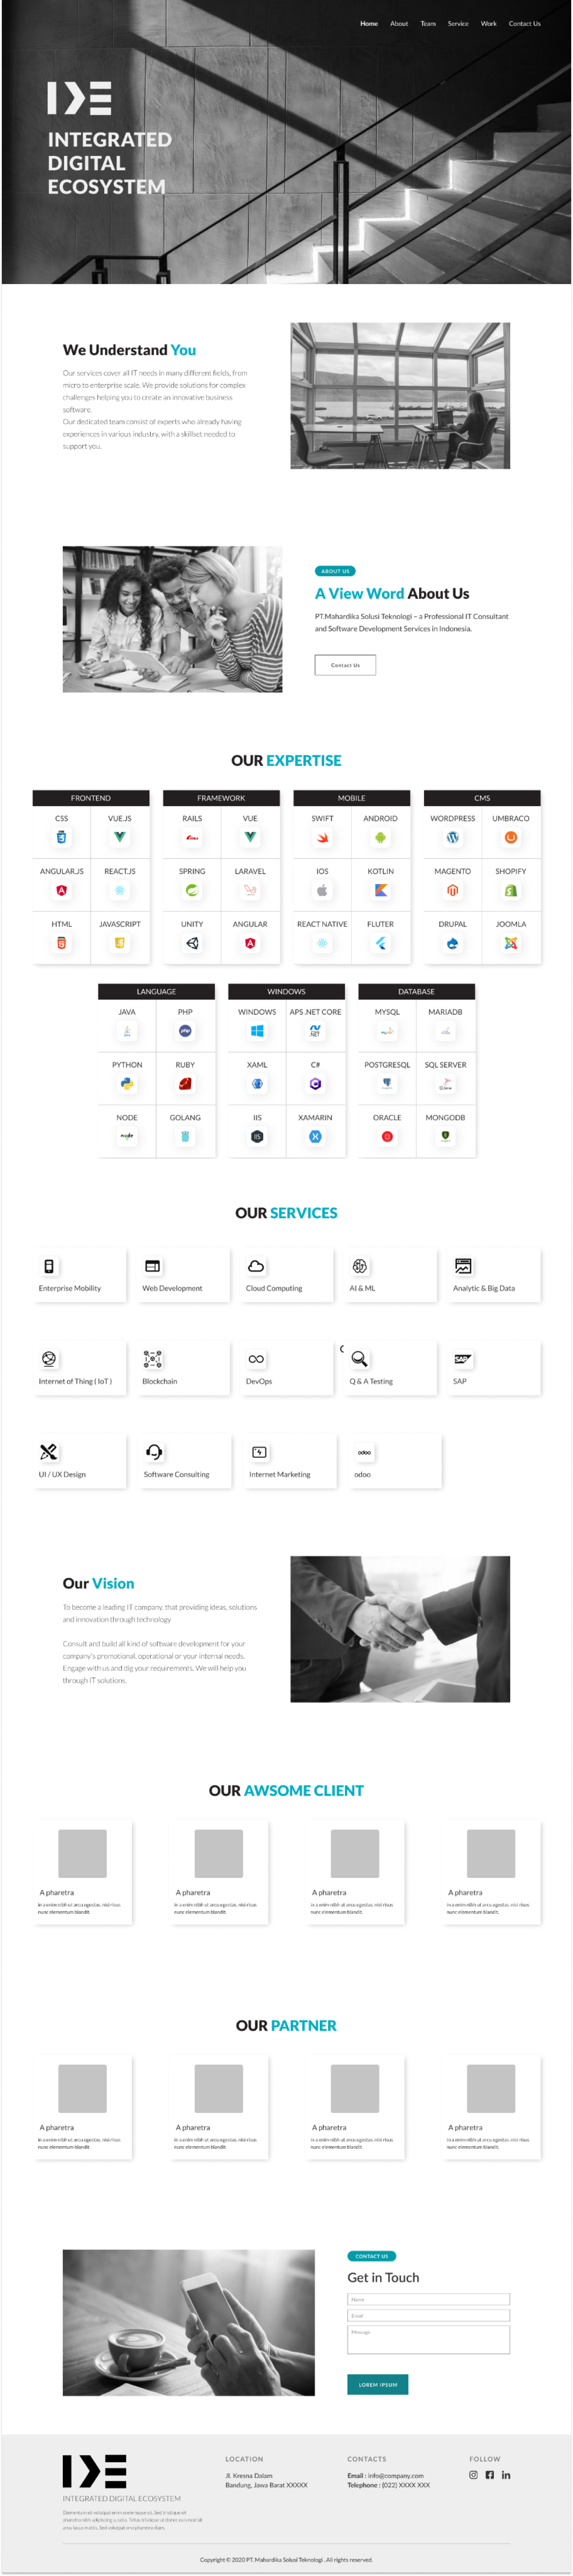 Home About Team Service Work Contact Us
INTEGRATED
DIGITAL
ECOSYSTEM
We Understand You
Our services cover all IT needs in many different fields, from
micro to enterprise scale. We provide solutions for complex
challenges helping you to create an innovative business
software.
Our dedicated team consist of experts who already having
experiences in various industry, with a skillset needed to
support you.
ABOUT US
A View Word About Us
PT.Mahardika Solusi Teknologi – a Professional IT Consultant
and Software Development Services in Indonesia.
Contact Us
OUR EXPERTISE
FRONTEND FRAMEWORK MOBILE CMS
CSS VUE.JS RAILS VUE SWIFT ANDROID WORDPRESS UMBRACO
ANGULAR.JS REACT.JS SPRING LARAVEL IOS KOTLIN MAGENTO SHOPIFY
HTML JAVASCRIPT UNITY ANGULAR REACT NATIVE FLUTER DRUPAL JOOMLA
LANGUAGE WINDOWS DATABASE
JAVA PHP WINDOWS APS .NET CORE MYSQL MARIADB
php .NET
PYTHON RUBY XAML C# POSTGRESQL SQL SERVER
NODE GOLANG IIS XAMARIN ORACLE MONGODB
node IIS
OUR SERVICES
Enterprise Mobility Web Development Cloud Computing AI & ML Analytic & Big Data
SAP
Internet of Thing ( IoT ) Blockchain DevOps Q & A Testing SAP
odoo
UI / UX Design Software Consulting Internet Marketing odoo
Our Vision
To become a leading IT company, that providing ideas, solutions
and innovation through technology
Consult and build all kind of software development for your
company's promotional, operational or your internal needs.
Engage with us and dig your requirements. We will help you
through IT solutions.
OUR AWSOME CLIENT
A pharetra A pharetra A pharetra A pharetra
In a enim nibh ut arcu egestas, nisi risus In a enim nibh ut arcu egestas, nisi risus In a enim nibh ut arcu egestas, nisi risus In a enim nibh ut arcu egestas, nisi risus
nunc elementum blandit. nunc elementum blandit. nunc elementum blandit. nunc elementum blandit.
OUR PARTNER
A pharetra A pharetra A pharetra A pharetra
In a enim nibh ut arcu egestas, nisi risus In a enim nibh ut arcu egestas, nisi risus In a enim nibh ut arcu egestas, nisi risus In a enim nibh ut arcu egestas, nisi risus
nunc elementum blandit. nunc elementum blandit. nunc elementum blandit. nunc elementum blandit.
CONTACT US
Get in Touch
Name
Email
Message
LOREM IPSUM
IDE
INTEGRATED DIGITAL ECOSYSTEM
LOCATION
Jl. Kresna Dalam
Bandung, Jawa Barat XXXXX
CONTACTS
Email : info@company.com
Telephone : (022) XXXX XXX
FOLLOW
Copyright © 2020 PT. Mahardika Solusi Teknologi . All rights reserved.